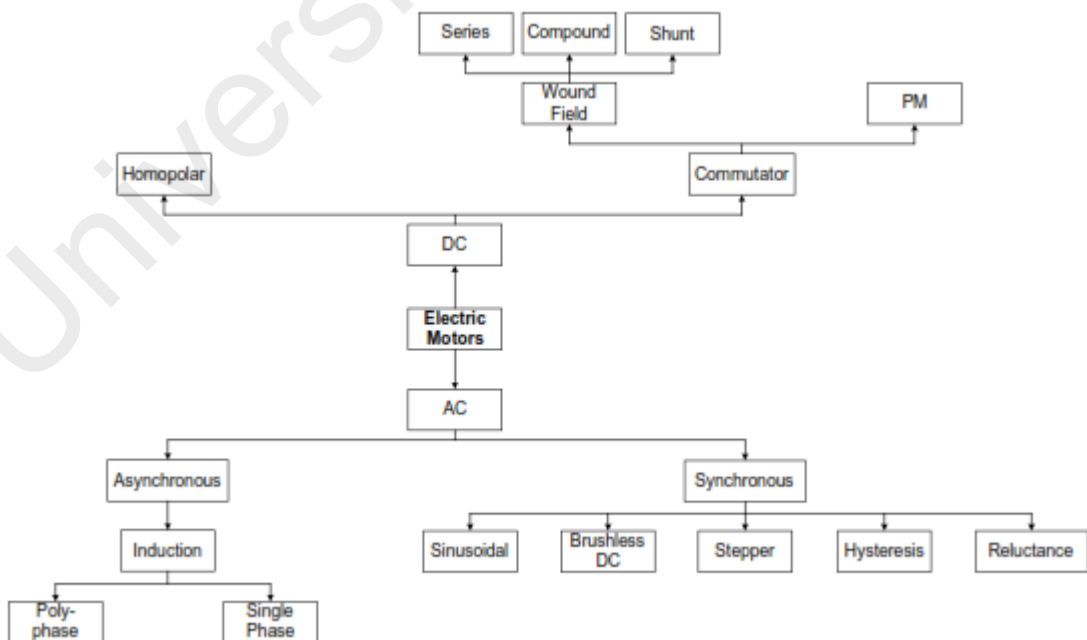 Series
Compound
Shunt
Wound
Field
PM
Homopolar
Commutator
DC
Electric
Motors
AC
Asynchronous
Synchronous
Induction
Sinusoidal
Brushless
DC
Stepper
Hysteresis
Reluctance
Poly-
phase
Single
Phase
Univers